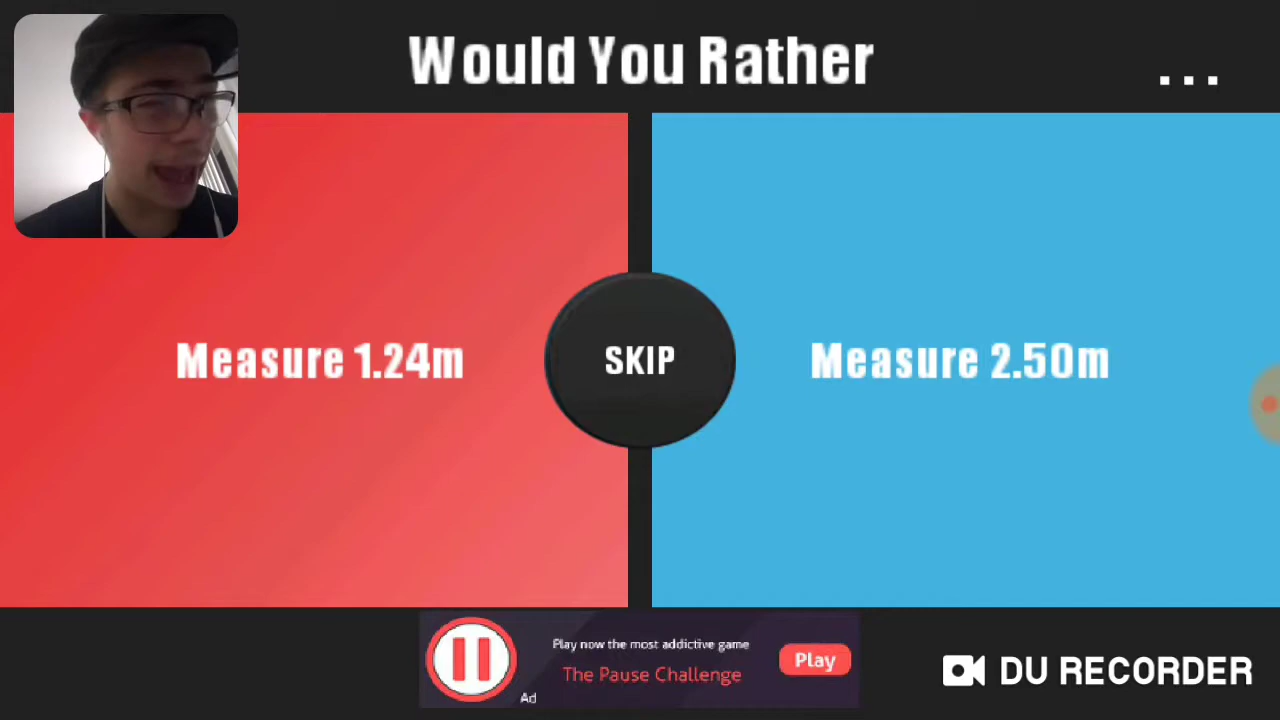 Would You Rather
...
Measure 1.24m
SKIP
Measure 2.50m
Play now the most addictive game
The Pause Challenge
Play
Ad
DU RECORDER